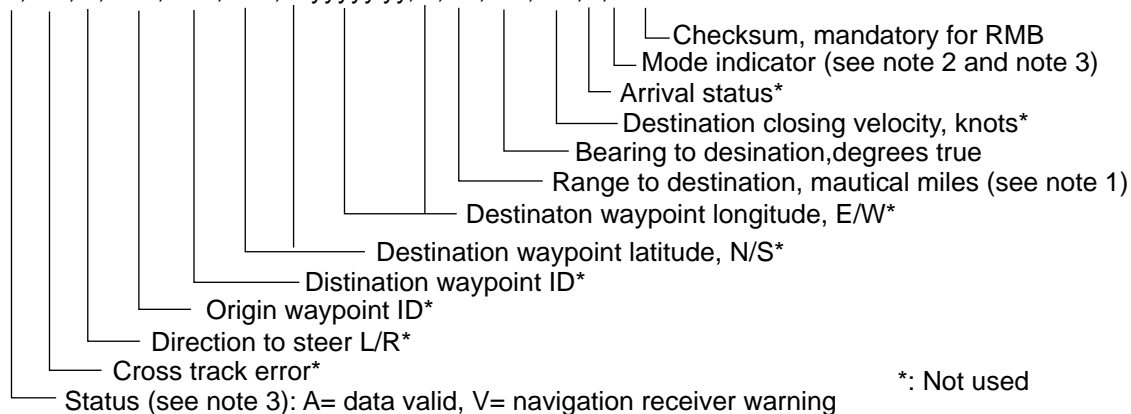 Checksum, mandatory for RMB
Mode indicator (see note 2 and note 3)
Arrival status*
Destination closing velocity, knots*
Bearing to desination,degrees true
Range to destination, mautical miles (see note 1)
Destinaton waypoint longitude, E/W*
Destination waypoint latitude, N/S*
Distination waypoint ID*
Origin waypoint ID*
Direction to steer L/R*
Cross track error*
*: Not used
Status (see note 3): A= data valid, V= navigation receiver warning